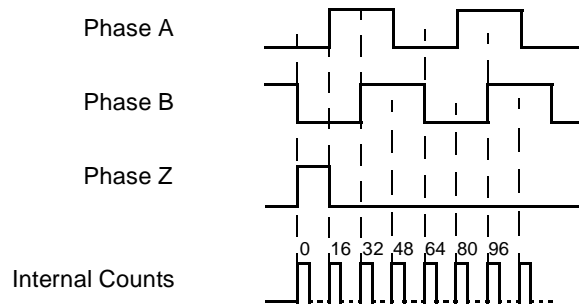 Phase A
Phase B
Phase Z
0 16 32 48 64 80 96
Internal Counts